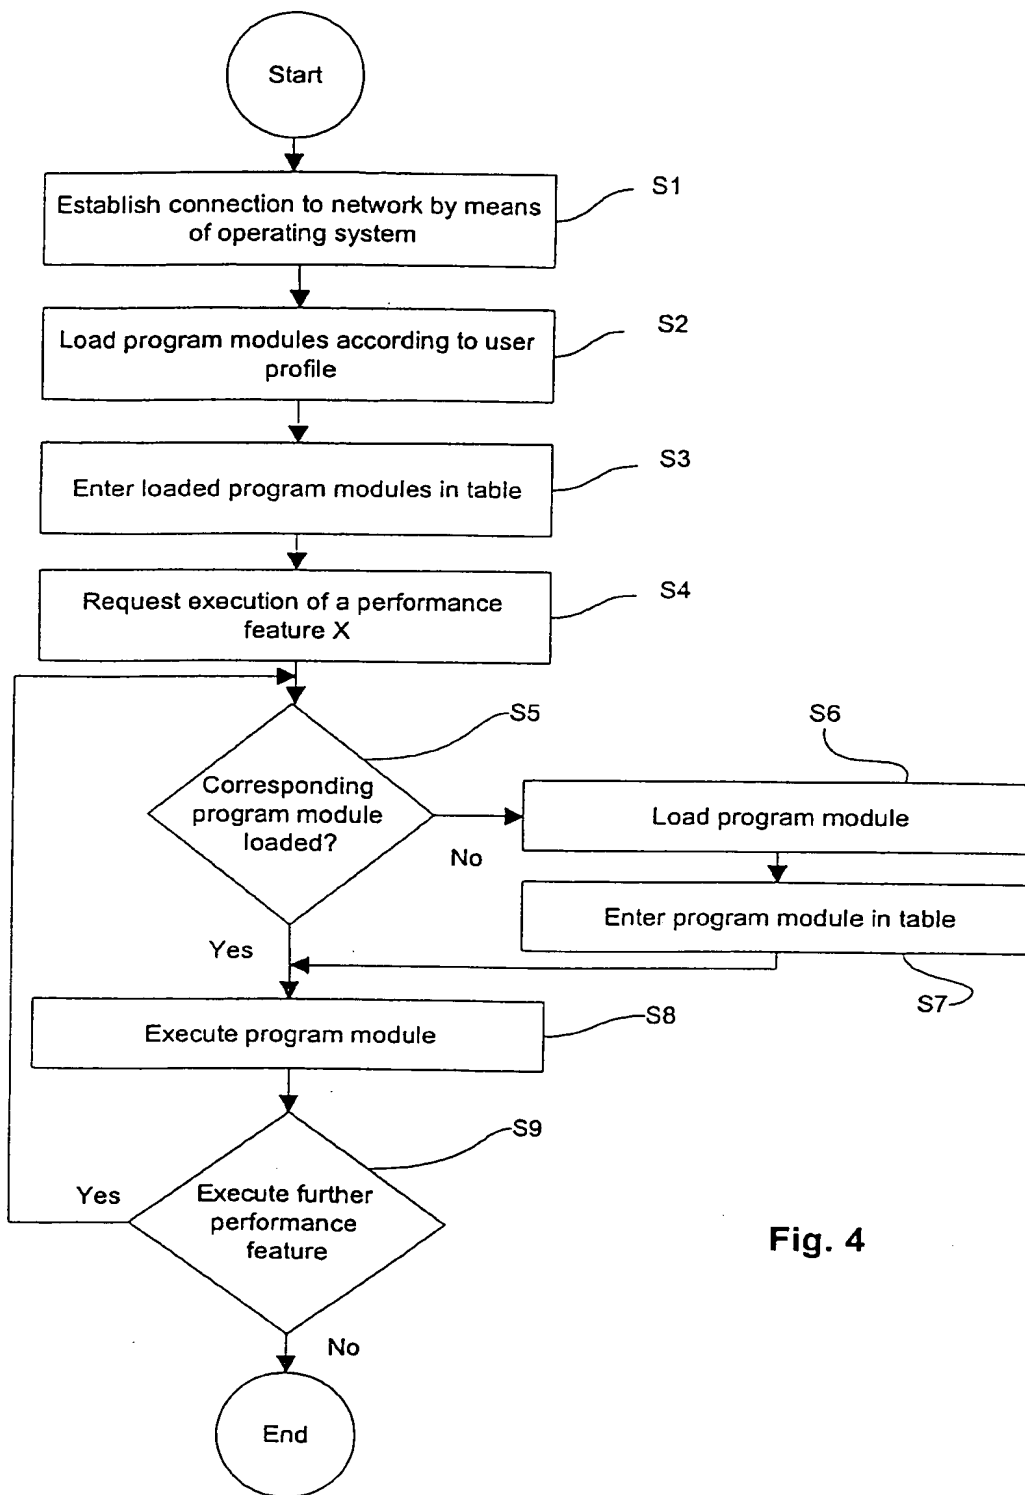 Start
Establish connection to network by means
of operating system
S1
Load program modules according to user
profile
S2
Enter loaded program modules in table
S3
Request execution of a performance
feature X
S4
Corresponding
program module
loaded?
S5
No
Yes
S6
Load program module
Enter program module in table
S7
Execute program module
S8
Execute further
performance
feature
S9
Yes
No
End
Fig. 4